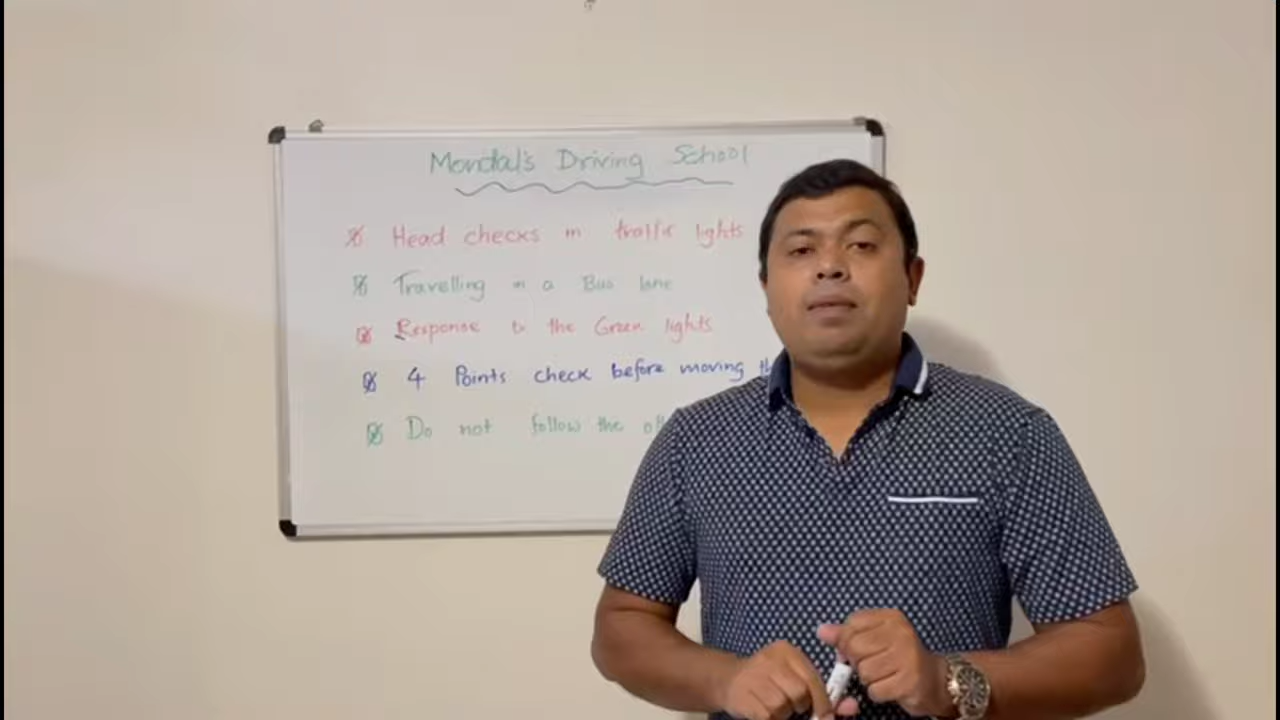 Mondal's Driving School
Head checks in traffic lights
Travelling in a Bus lane
Response to the Green lights
4 Points check before moving
Do not follow the